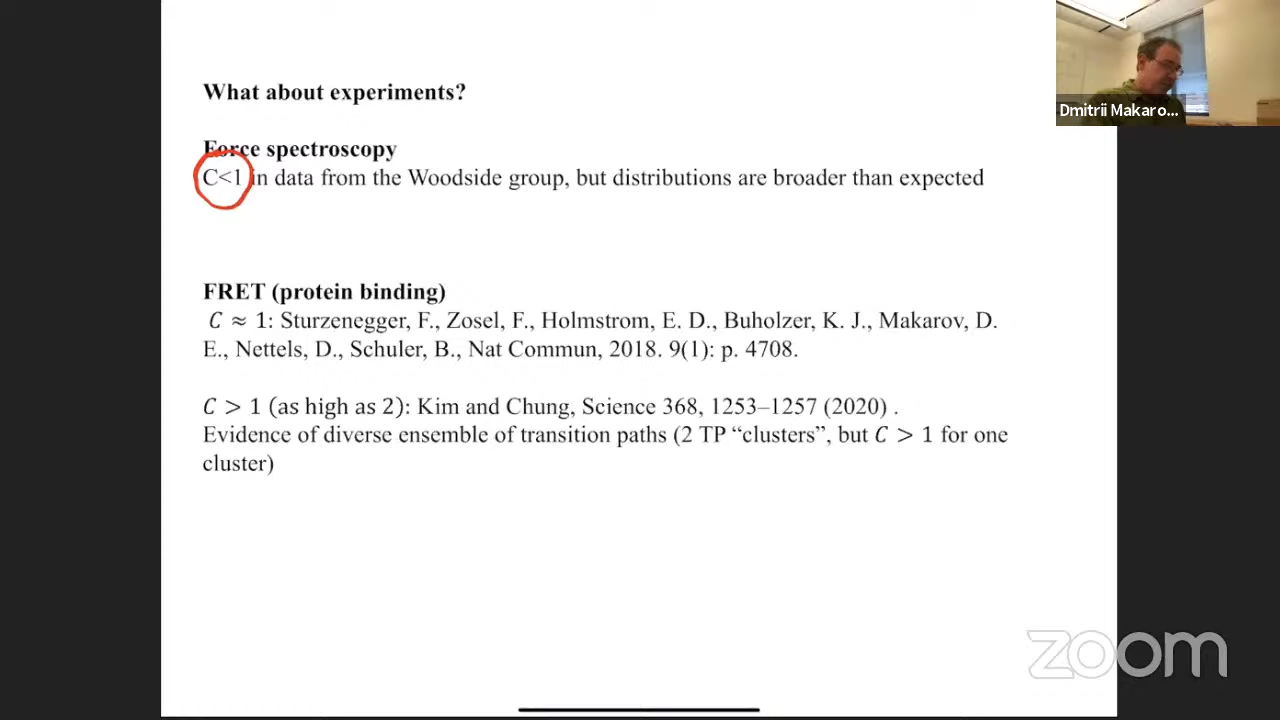 What about experiments?
Dmitrii Makaro...
Force spectroscopy
C<1 in data from the Woodside group, but distributions are broader than expected
FRET (protein binding)
C ≈ 1: Sturzenegger, F., Zosel, F., Holmstrom, E. D., Buholzer, K. J., Makarov, D.
E., Nettels, D., Schuler, B., Nat Commun, 2018. 9(1): p. 4708.
C > 1 (as high as 2): Kim and Chung, Science 368, 1253–1257 (2020) .
Evidence of diverse ensemble of transition paths (2 TP “clusters”, but C > 1 for one
cluster)
zoom